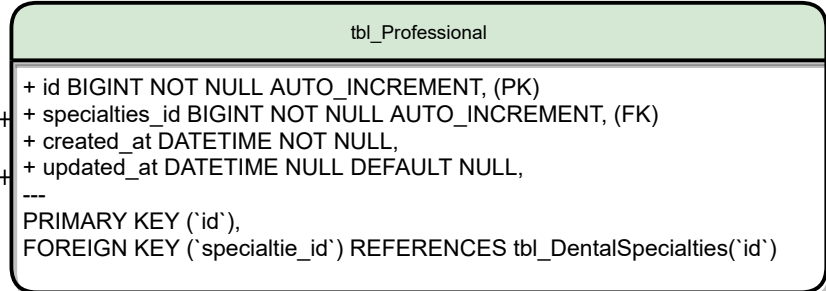 tbl_Professional
+ id BIGINT NOT NULL AUTO_INCREMENT, (PK)
+ specialties_id BIGINT NOT NULL AUTO_INCREMENT, (FK)
+ created_at DATETIME NOT NULL,
+ updated_at DATETIME NULL DEFAULT NULL,
---
PRIMARY KEY (`id`),
FOREIGN KEY (`specialtie_id`) REFERENCES tbl_DentalSpecialties(`id`)